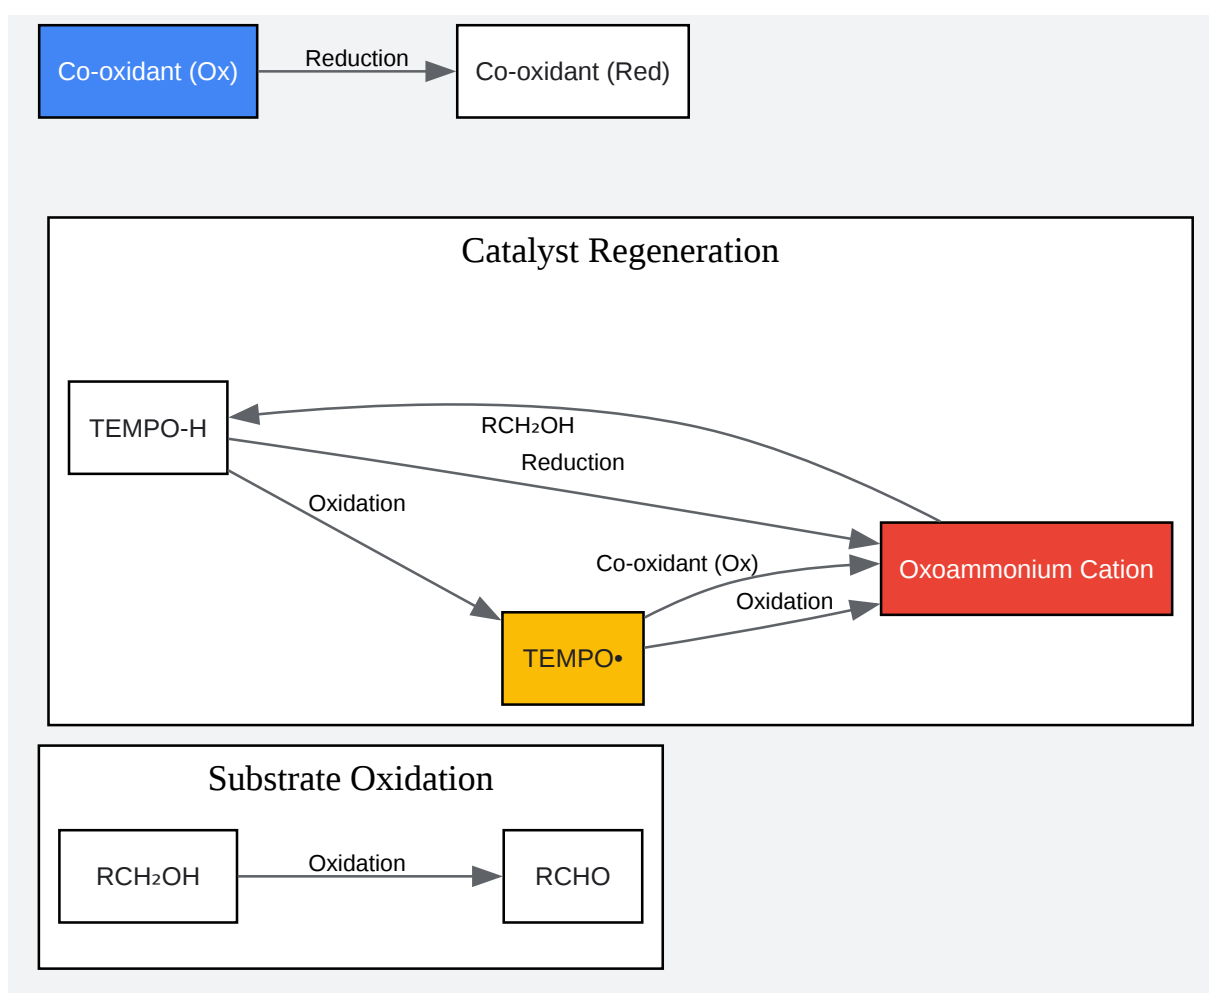 Co-oxidant (Ox)
Reduction
Co-oxidant (Red)
Catalyst Regeneration
TEMPO-H
RCH₂OH
Reduction
Oxidation
Co-oxidant (Ox)
Oxoammonium Cation
Oxidation
TEMPO•
Substrate Oxidation
RCH₂OH
Oxidation
RCHO